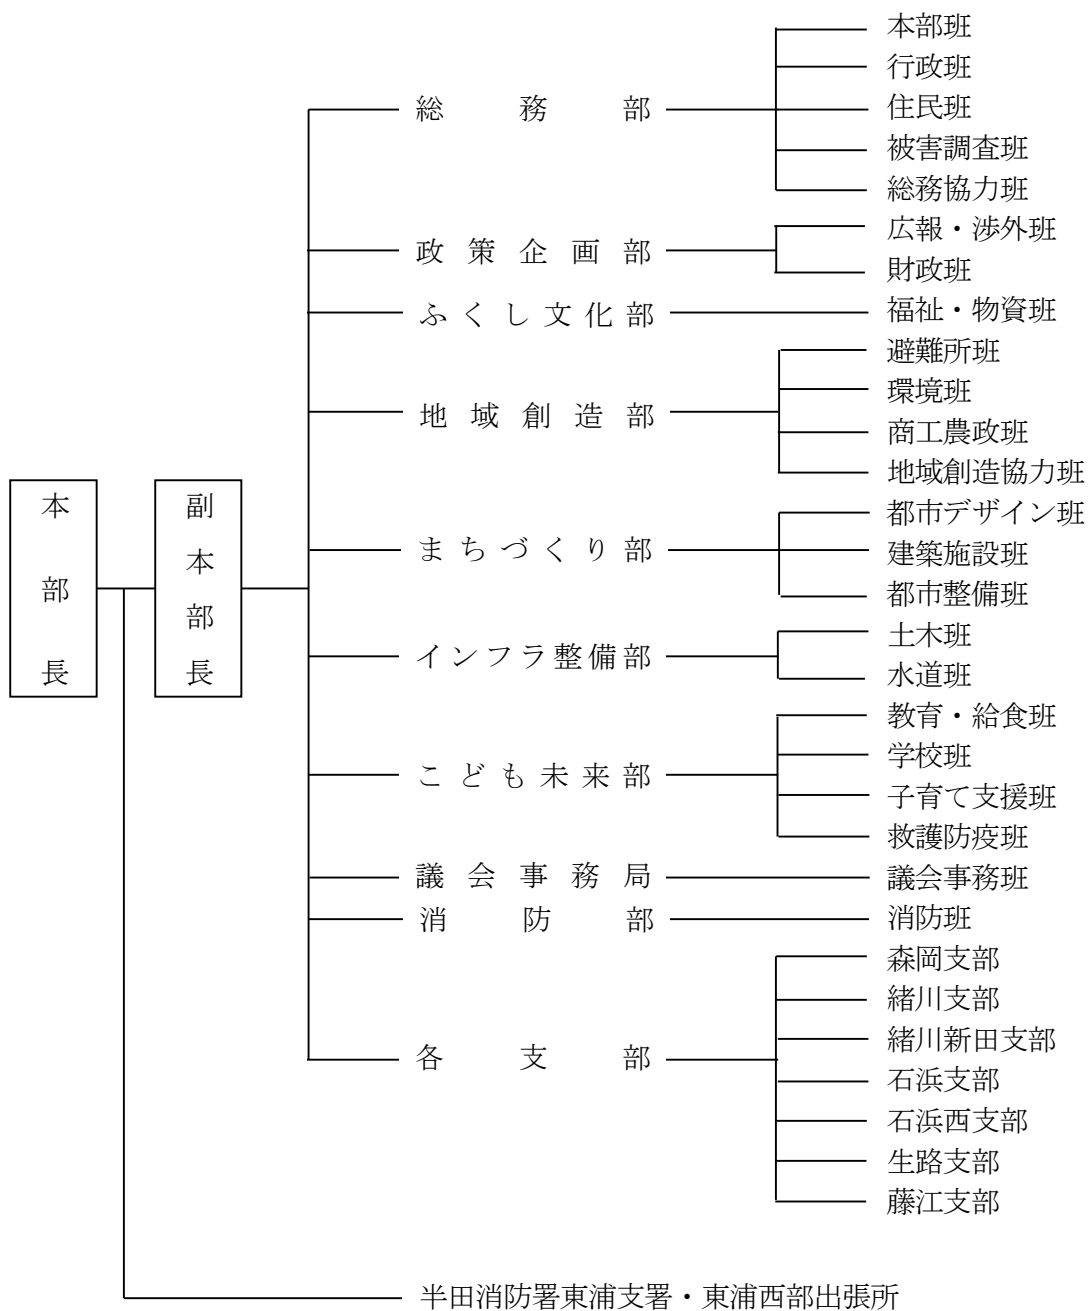 本部長
副本部長
総務部
本部班
行政班
住民班
被害調査班
総務協力班
政策企画部
広報・渉外班
財政班
ふくし文化部
福祉・物資班
地域創造部
避難所班
環境班
商工農政班
地域創造協力班
まちづくり部
都市デザイン班
建築施設班
都市整備班
インフラ整備部
土木班
水道班
こども未来部
教育・給食班
学校班
子育て支援班
救護防疫班
議会事務局
議会事務班
消防部
消防班
各支部
森岡支部
緒川支部
緒川新田支部
石浜支部
石浜西支部
生路支部
藤江支部
半田消防署東浦支署・東浦西部出張所